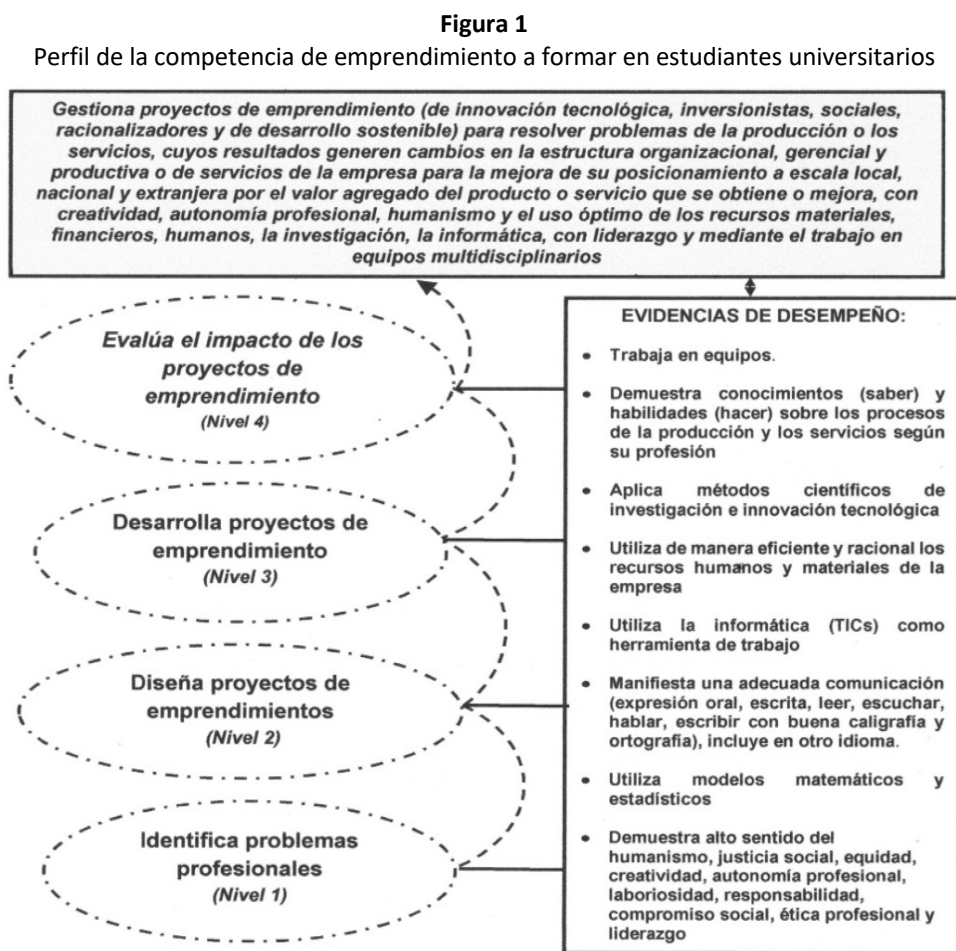 Figura 1
Perfil de la competencia de emprendimiento a formar en estudiantes universitarios
Gestiona proyectos de emprendimiento (de innovación tecnológica, inversionistas, sociales,
racionalizadores y de desarrollo sostenible) para resolver problemas de la producción o los
servicios, cuyos resultados generen cambios en la estructura organizacional, gerencial y
productiva o de servicios de la empresa para la mejora de su posicionamiento a escala local,
nacional y extranjera por el valor agregado del producto o servicio que se obtiene o mejora, con
creatividad, autonomía profesional, humanismo y el uso óptimo de los recursos materiales,
financieros, humanos, la investigación, la informática, con liderazgo y mediante el trabajo en
equipos multidisciplinarios
Evalúa el impacto de los
proyectos de
emprendimiento
(Nivel 4)
Desarrolla proyectos de
emprendimiento
(Nivel 3)
Diseña proyectos de
emprendimientos
(Nivel 2)
Identifica problemas
profesionales
(Nivel 1)
EVIDENCIAS DE DESEMPEÑO:
• Trabaja en equipos.
• Demuestra conocimientos (saber) y
habilidades (hacer) sobre los procesos
de la producción y los servicios según
su profesión
• Aplica métodos científicos de
investigación e innovación tecnológica
• Utiliza de manera eficiente y racional los
recursos humanos y materiales de la
empresa
• Utiliza la informática (TICs) como
herramienta de trabajo
• Manifiesta una adecuada comunicación
(expresión oral, escrita, leer, escuchar,
hablar, escribir con buena caligrafía y
ortografía), incluye en otro idioma.
• Utiliza modelos matemáticos y
estadísticos
• Demuestra alto sentido del
humanismo, justicia social, equidad,
creatividad, autonomía profesional,
laboriosidad, responsabilidad,
compromiso social, ética profesional y
liderazgo